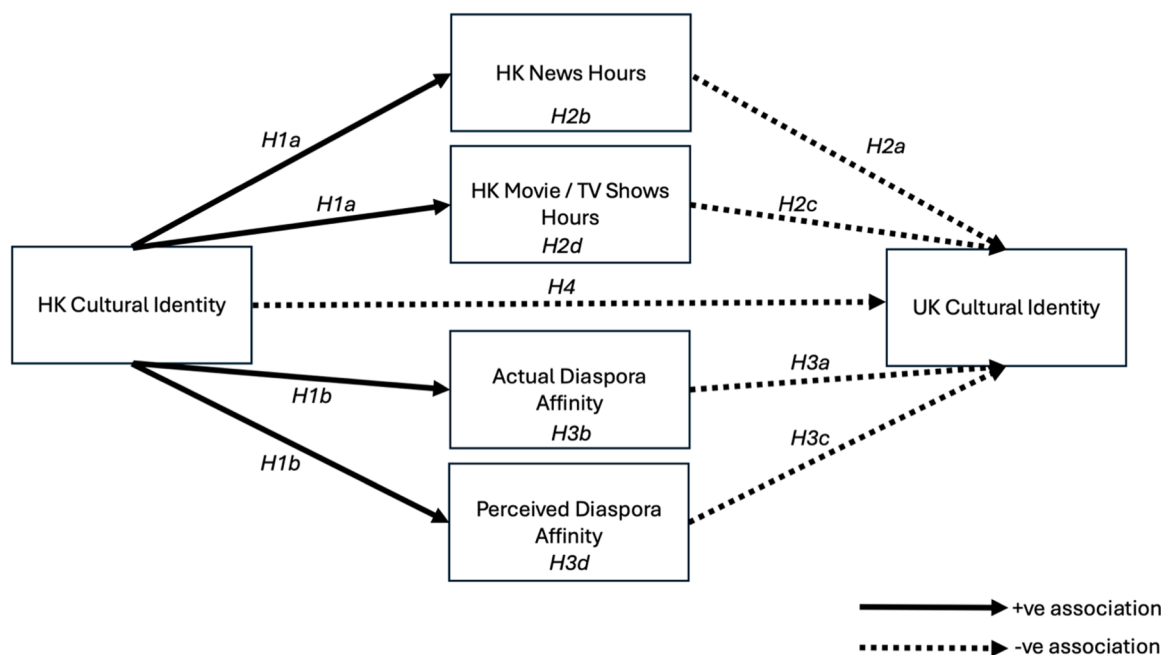 HK News Hours
H2b
H1a
H2a
HK Movie / TV Shows
Hours
H2d
H1a
H2c
HK Cultural Identity
H4
UK Cultural Identity
Actual Diaspora
Affinity
H3b
H1b
H3a
H1b
H3c
Perceived Diaspora
Affinity
H3d
+ve association
-ve association